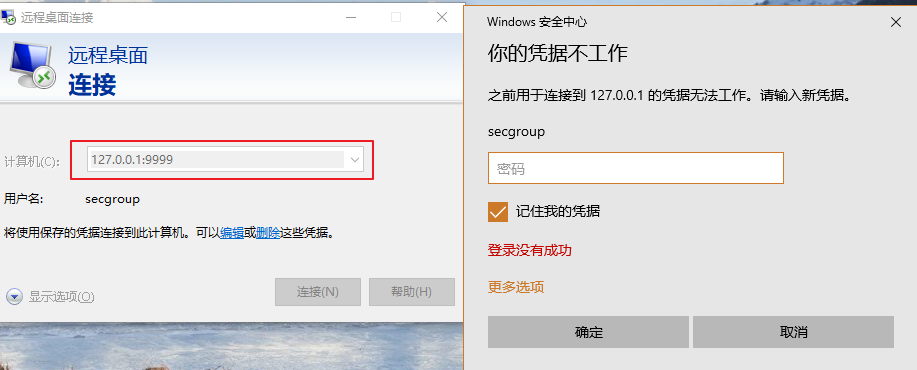 远程桌面连接
远程桌面
连接
计算机(C):
127.0.0.1:9999
用户名:
secgroup
将使用保存的凭据连接到此计算机。可以编辑或删除这些凭据。
显示选项(O)
连接(N)
帮助(H)
Windows 安全中心
你的凭据不工作
之前用于连接到 127.0.0.1 的凭据无法工作。请输入新凭据。
secgroup
密码
记住我的凭据
登录没有成功
更多选项
确定
取消